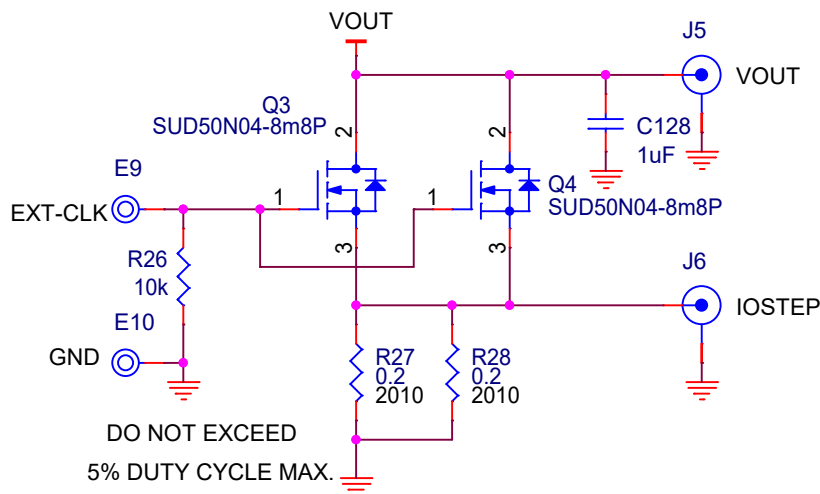 VOUT
J5
VOUT
Q3
SUD50N04-8m8P
2
2
C128
1uF
E9
EXT-CLK
1
1
Q4
SUD50N04-8m8P
R26
10k
3
3
J6
IOSTEP
E10
GND
R27
0.2
2010
R28
0.2
2010
DO NOT EXCEED
5% DUTY CYCLE MAX.